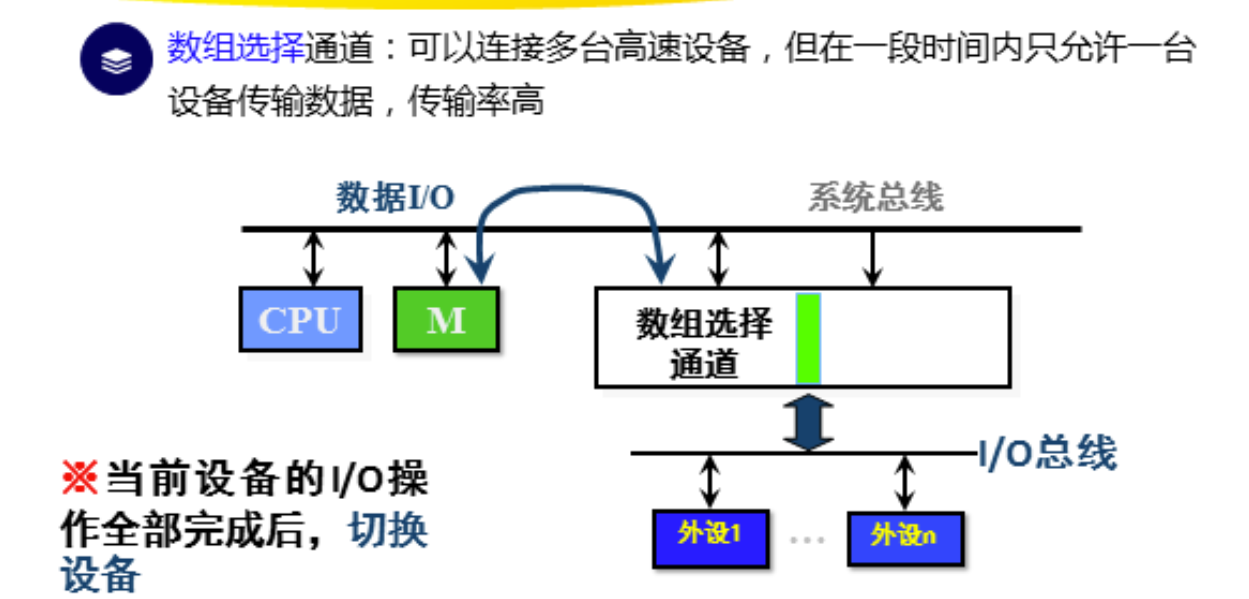 数组选择通道：可以连接多台高速设备，但在一段时间内只允许一台
设备传输数据，传输率高
数据I/O
系统总线
CPU
M
数组选择
通道
I/O总线
※当前设备的I/O操
作全部完成后，切换
设备
外设1
...
外设n